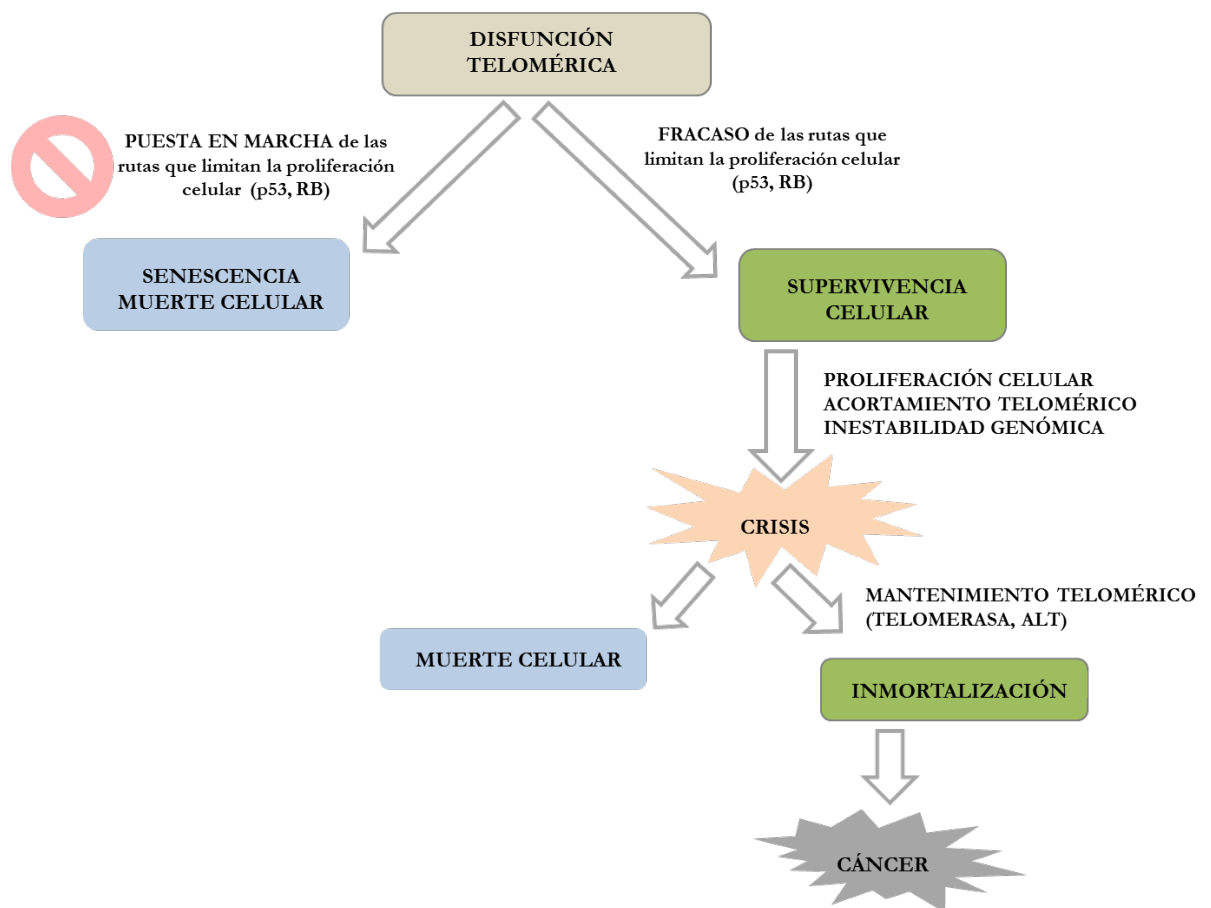 DISFUNCIÓN
TELOMÉRICA
PUESTA EN MARCHA de las
rutas que limitan la proliferación
celular (p53, RB)
FRACASO de las rutas que
limitan la proliferación celular
(p53, RB)
SENESCENCIA
MUERTE CELULAR
SUPERVIVENCIA
CELULAR
PROLIFERACIÓN CELULAR
ACORTAMIENTO TELOMÉRICO
INESTABILIDAD GENÓMICA
CRISIS
MANTENIMIENTO TELOMÉRICO
(TELOMERASA, ALT)
MUERTE CELULAR
INMORTALIZACIÓN
CÁNCER